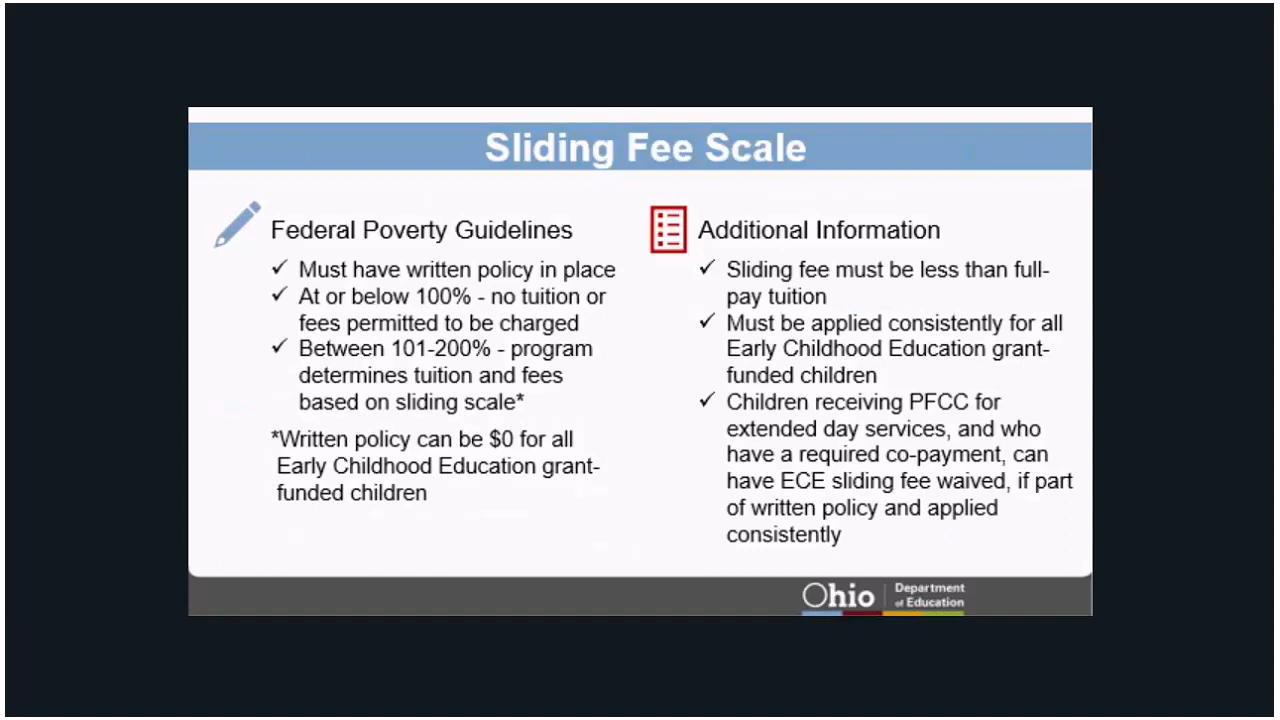 Sliding Fee Scale
Federal Poverty Guidelines
✓ Must have written policy in place
✓ At or below 100% - no tuition or
fees permitted to be charged
✓ Between 101-200% - program
determines tuition and fees
based on sliding scale*
*Written policy can be $0 for all
Early Childhood Education grant-
funded children
Additional Information
✓ Sliding fee must be less than full-
pay tuition
✓ Must be applied consistently for all
Early Childhood Education grant-
funded children
✓ Children receiving PFCC for
extended day services, and who
have a required co-payment, can
have ECE sliding fee waived, if part
of written policy and applied
consistently
Ohio
Department
of Education